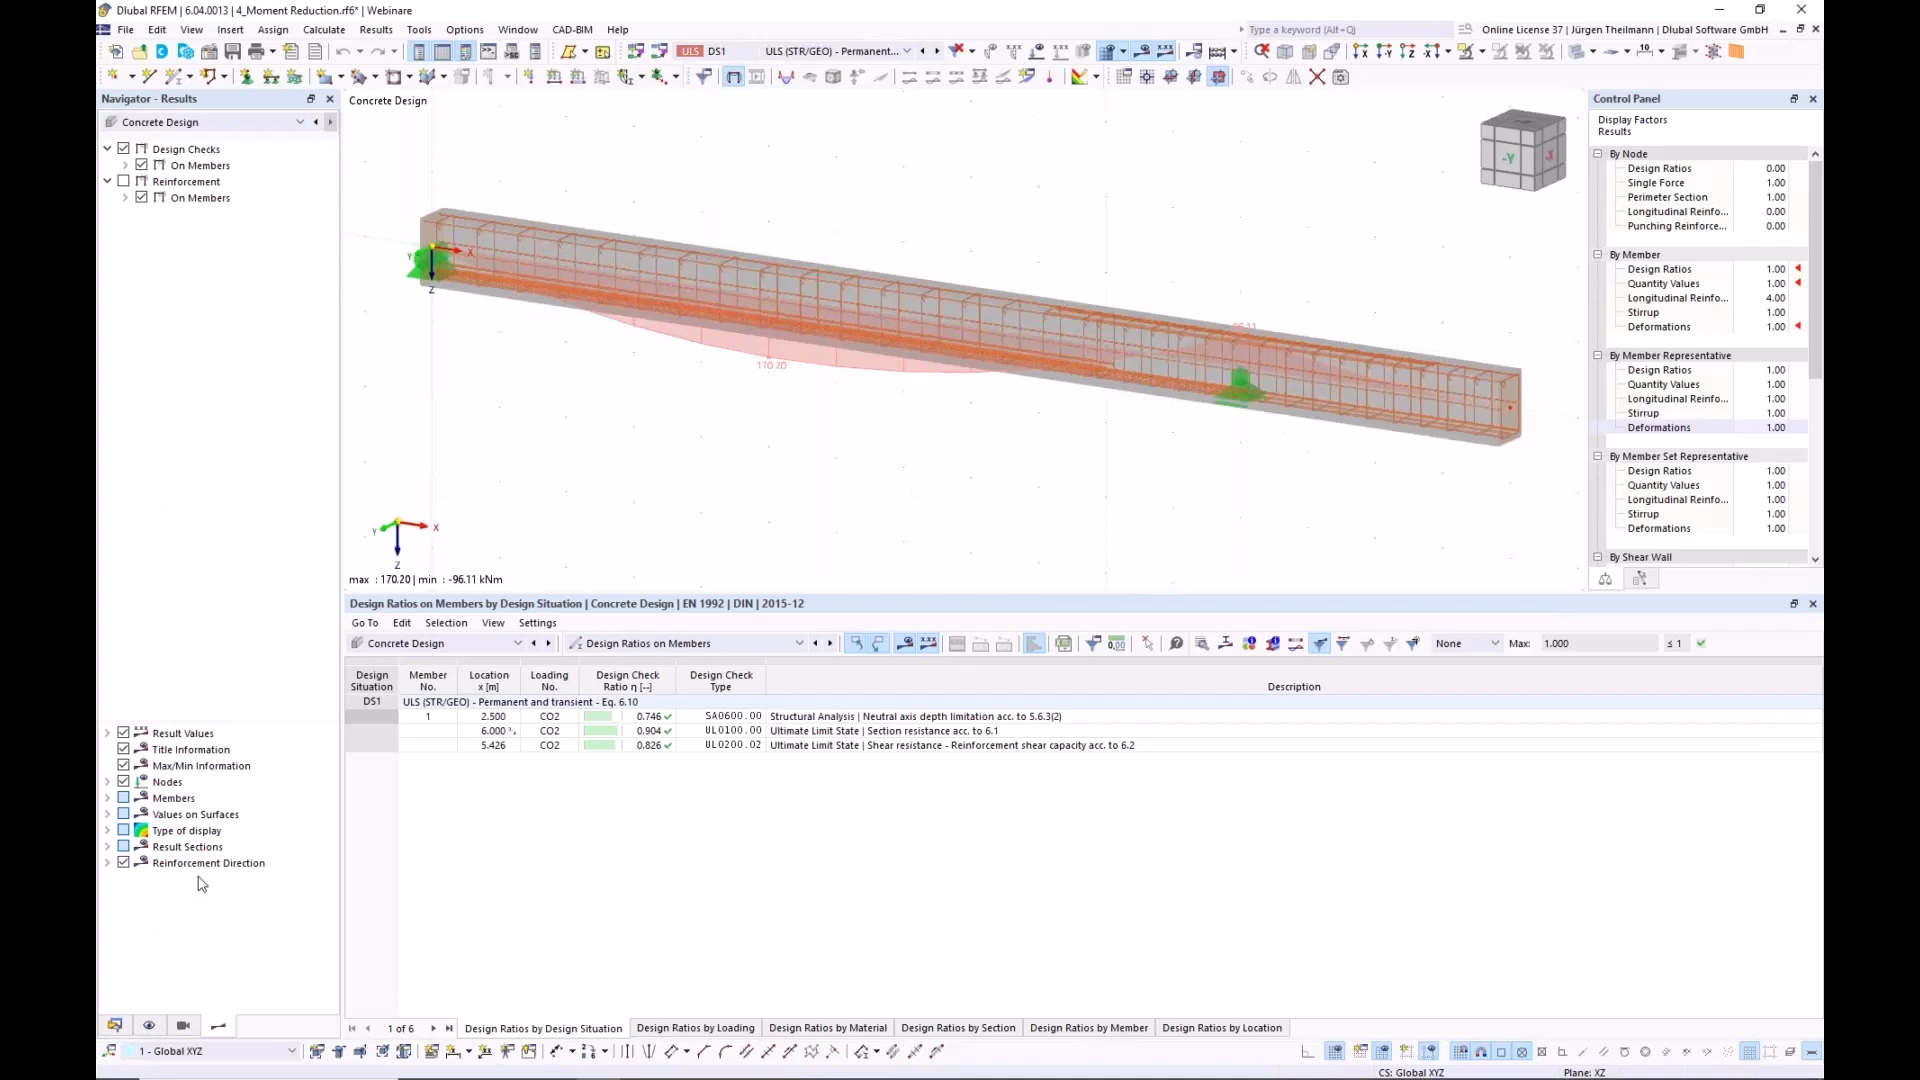 Dlubal RFEM | 6.04.0013 | 4_Moment Reduction.rf6* | Webinare
File Edit View Insert Assign Calculate Results Tools Options Window CAD-BIM Help
Type a keyword (Alt+Q)
Online License 37 | Jürgen Theilmann | Dlubal Software GmbH
ULS DS1 ULS (STR/GEO) - Permanent...
Navigator - Results
Concrete Design
Design Checks
On Members
Reinforcement
On Members
Result Values
Title Information
Max/Min Information
Nodes
Members
Values on Surfaces
Type of display
Result Sections
Reinforcement Direction
1 - Global XYZ
Concrete Design
X
Y
Z
170.20
96.11
-Y
X
X
Y
Z
max : 170.20 | min : -96.11 kNm
Control Panel
Display Factors
Results
By Node
Design Ratios 0.00
Single Force 1.00
Perimeter Section 1.00
Longitudinal Reinfo... 0.00
Punching Reinforce... 0.00
By Member
Design Ratios 1.00
Quantity Values 1.00
Longitudinal Reinfo... 4.00
Stirrup 1.00
Deformations 1.00
By Member Representative
Design Ratios 1.00
Quantity Values 1.00
Longitudinal Reinfo... 1.00
Stirrup 1.00
Deformations 1.00
By Member Set Representative
Design Ratios 1.00
Quantity Values 1.00
Longitudinal Reinfo... 1.00
Stirrup 1.00
Deformations 1.00
By Shear Wall
Design Ratios on Members by Design Situation | Concrete Design | EN 1992 | DIN | 2015-12
Go To Edit Selection View Settings
Concrete Design Design Ratios on Members None Max: 1.000 ≤ 1
Design Situation Member No. Location x [m] Loading No. Design Check Ratio η [--] Design Check Type Description
DS1 ULS (STR/GEO) - Permanent and transient - Eq. 6.10
1 2.500 CO2 0.746 SA0600.00 Structural Analysis | Neutral axis depth limitation acc. to 5.6.3(2)
6.000 CO2 0.904 UL0100.00 Ultimate Limit State | Section resistance acc. to 6.1
5.426 CO2 0.826 UL0200.02 Ultimate Limit State | Shear resistance - Reinforcement shear capacity acc. to 6.2
1 of 6 Design Ratios by Design Situation Design Ratios by Loading Design Ratios by Material Design Ratios by Section Design Ratios by Member Design Ratios by Location
CS: Global XYZ Plane: XZ